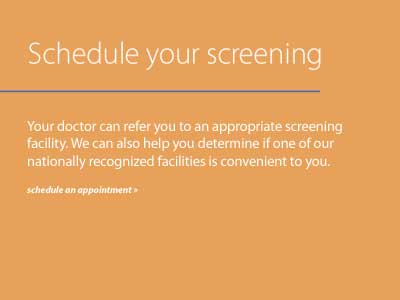 Schedule your screening
Your doctor can refer you to an appropriate screening
facility. We can also help you determine if one of our
nationally recognized facilities is convenient to you.
schedule an appointment >